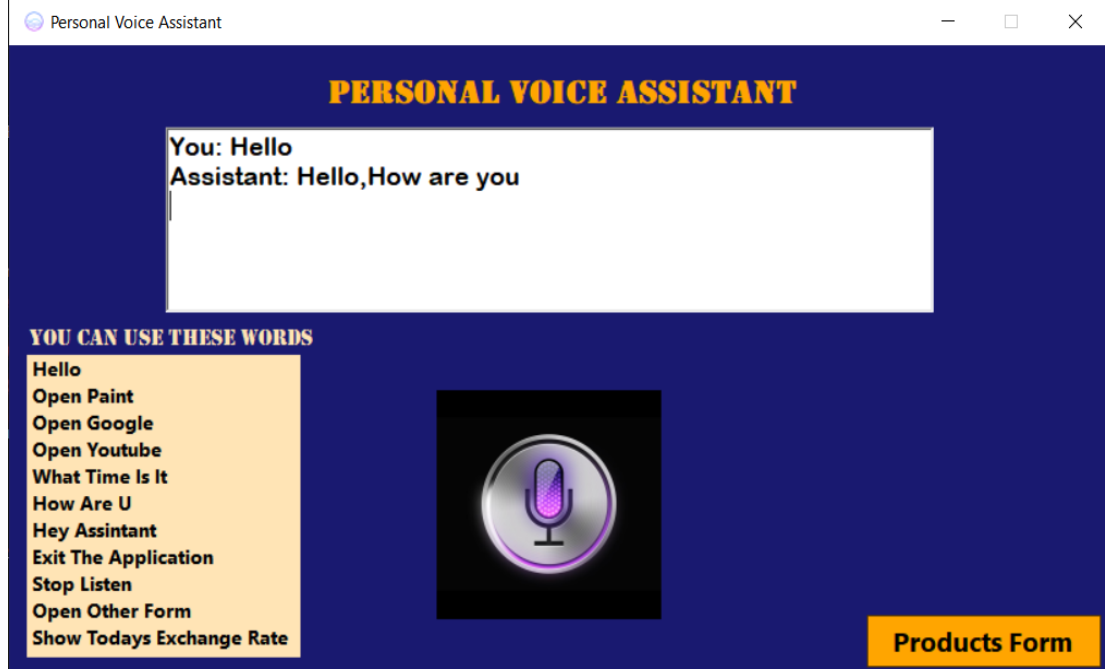 Personal Voice Assistant
PERSONAL VOICE ASSISTANT
You: Hello
Assistant: Hello,How are you
YOU CAN USE THESE WORDS
Hello
Open Paint
Open Google
Open Youtube
What Time Is It
How Are U
Hey Assintant
Exit The Application
Stop Listen
Open Other Form
Show Todays Exchange Rate
Products Form